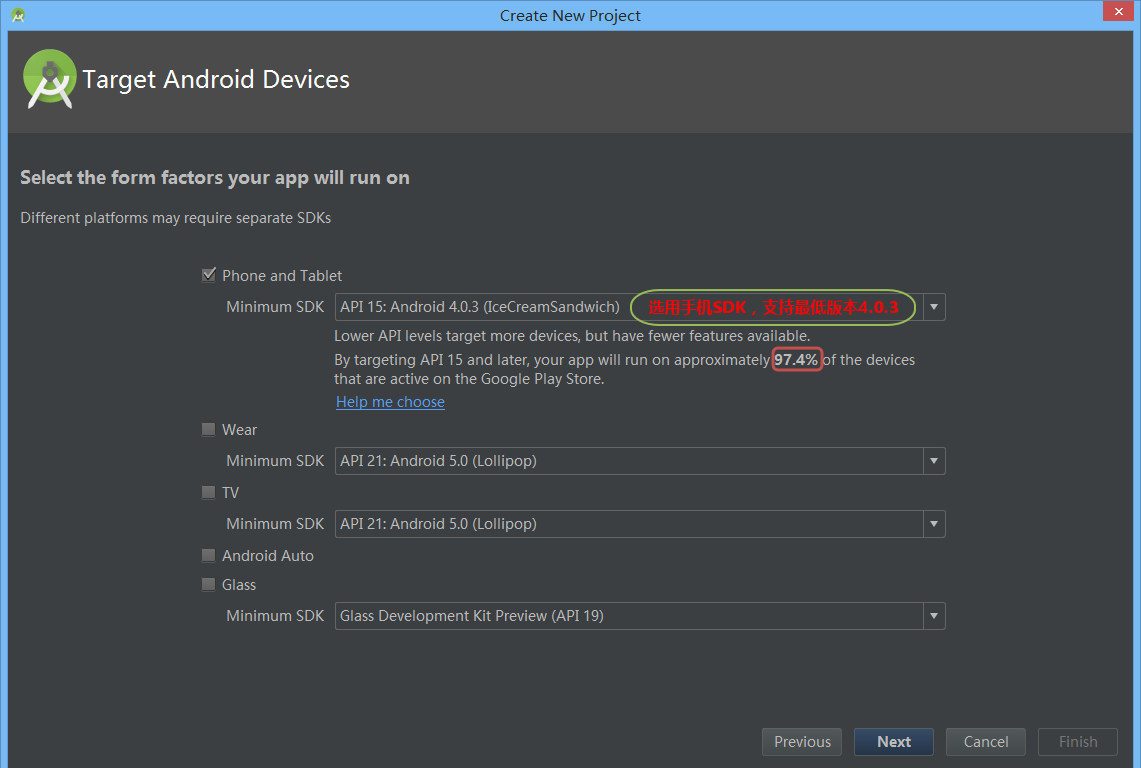 Create New Project
Target Android Devices
Select the form factors your app will run on
Different platforms may require separate SDKs
Phone and Tablet
Minimum SDK API 15: Android 4.0.3 (IceCreamSandwich) 选用手机SDK，支持最低版本4.0.3
Lower API levels target more devices, but have fewer features available.
By targeting API 15 and later, your app will run on approximately 97.4% of the devices
that are active on the Google Play Store.
Help me choose
Wear
Minimum SDK API 21: Android 5.0 (Lollipop)
TV
Minimum SDK API 21: Android 5.0 (Lollipop)
Android Auto
Glass
Minimum SDK Glass Development Kit Preview (API 19)
Previous Next Cancel Finish